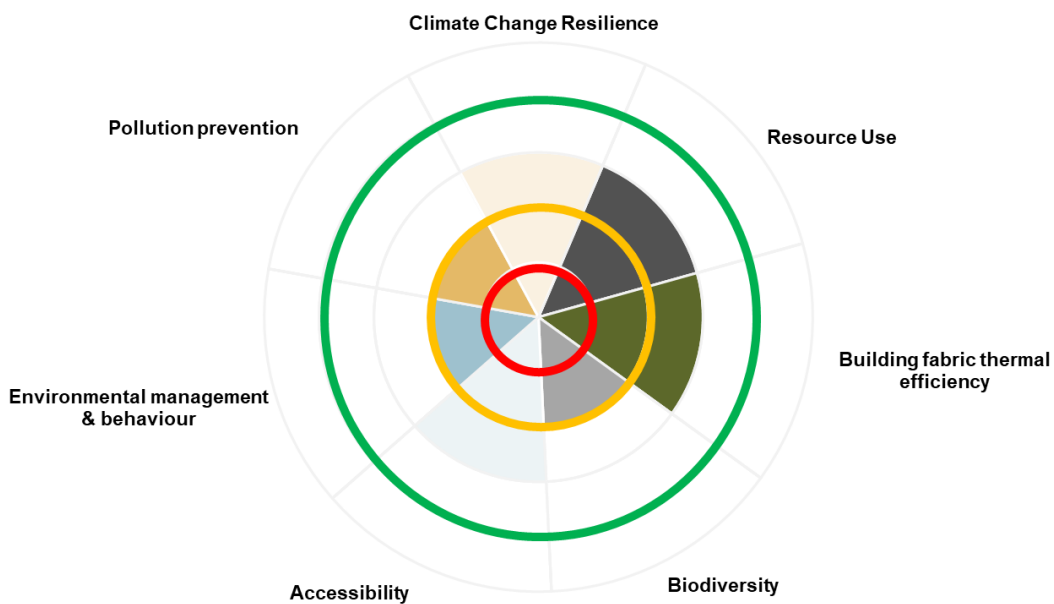 Climate Change Resilience
Pollution prevention
Resource Use
Building fabric thermal
efficiency
Environmental management
& behaviour
Accessibility
Biodiversity